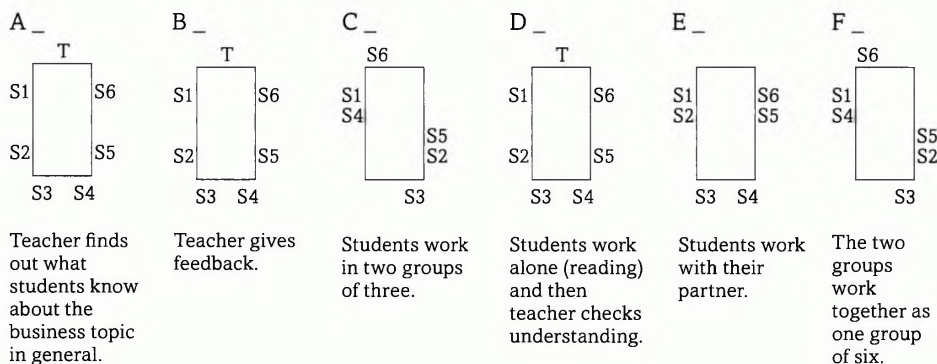 A _ B _ C _ D _ E _ F _
T
S1 S6
S2 S5
S3 S4
Teacher finds
out what
students know
about the
business topic
in general.
T
S1 S6
S2 S5
S3 S4
Teacher gives
feedback.
S6
S1
S4
S5
S2
S3
Students work
in two groups
of three.
T
S1 S6
S2 S5
S3 S4
Students work
alone (reading)
and then
teacher checks
understanding.
S1 S6
S2 S5
S3 S4
Students work
with their
partner.
S6
S1
S4
S5
S2
S3
The two
groups
work
together as
one group
of six.